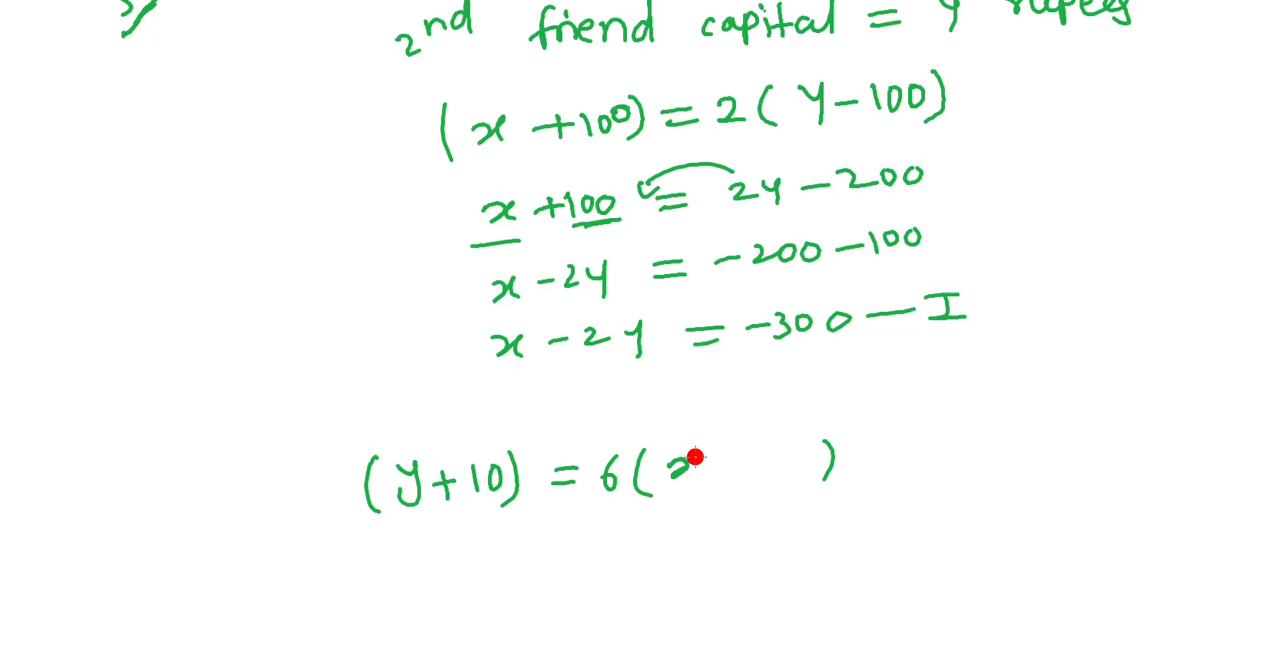 2nd friend capital = y rupees
(x +100) = 2( y-100)
x +100 = 2y - 200
x - 2y = -200 - 100
x - 2y = -300 — I
(y+10) = 6( )